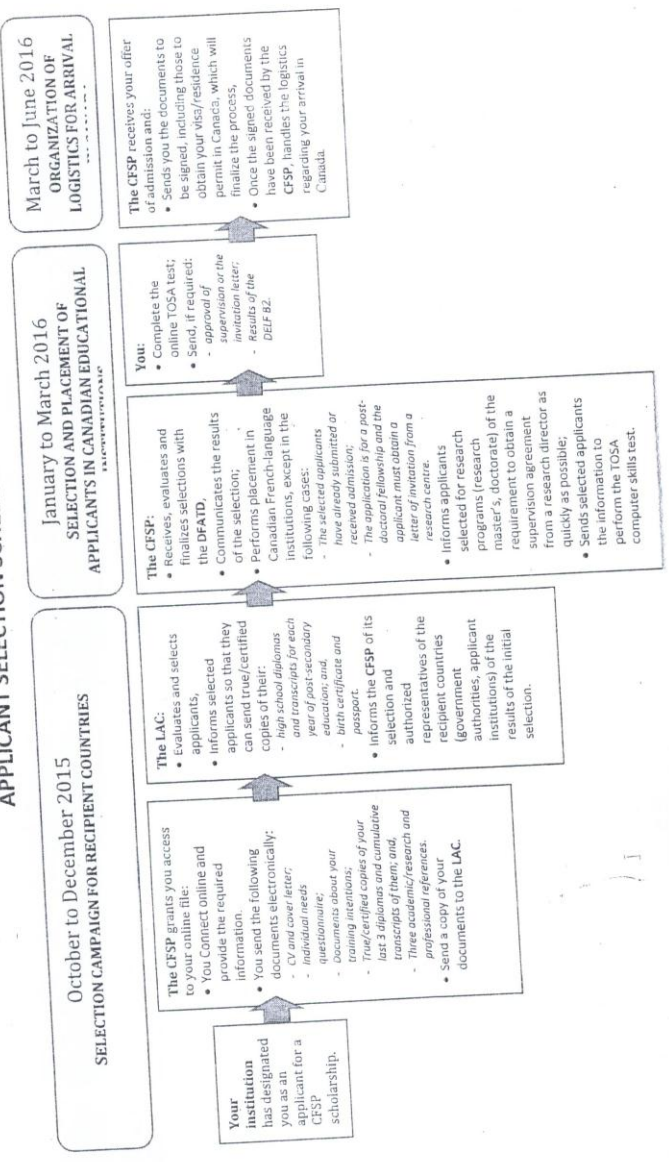 October to December 2015
SELECTION CAMPAIGN FOR RECIPIENT COUNTRIES
January to March 2016
SELECTION AND PLACEMENT OF
APPLICANTS IN CANADIAN EDUCATIONAL
March to June 2016
ORGANIZATION OF
LOGISTICS FOR ARRIVAL
Your
institution
has designated
you as an
applicant for a
CFSP
scholarship.
The CFSP grants you access
to your online file:
• You Connect online and
provide the required
information.
• You send the following
documents electronically:
- CV and cover letter;
- Individual needs
questionnaire;
- Documents about your
training intentions;
- True/certified copies of your
last 3 diplomas and cumulative
transcripts of them; and,
- Three academic/research and
professional references.
• Send a copy of your
documents to the LAC.
The LAC:
• Evaluates and selects
applicants,
• Informs selected
applicants so that they
can send true/certified
copies of their:
- high school diplomas
and transcripts for each
year of post-secondary
education; and,
- birth certificate and
passport.
• Informs the CFSP of its
selection and
authorized
representatives of the
recipient countries
(government
authorities, applicant
institutions) of the
results of the initial
selection.
The CFSP:
• Receives, evaluates and
finalizes selections with
the DFATD,
• Communicates the results
of the selection;
• Performs placement in
Canadian French-language
institutions, except in the
following cases:
- The selected applicants
have already submitted or
received admission;
- The application is for a post-
doctoral fellowship and the
applicant must obtain a
letter of invitation from a
research centre.
• Informs applicants
selected for research
programs (research
master's, doctorate) of the
requirement to obtain a
supervision agreement
from a research director as
quickly as possible;
• Sends selected applicants
the information to
perform the TOSA
computer skills test.
You:
• Complete the
online TOSA test;
• Send, if required:
- approval of
supervision or the
invitation letter;
- Results of the
DELF B2.
The CFSP receives your offer
of admission and:
• Sends you the documents to
be signed, including those to
obtain your visa/residence
permit in Canada, which will
finalize the process,
• Once the signed documents
have been received by the
CFSP, handles the logistics
regarding your arrival in
Canada.